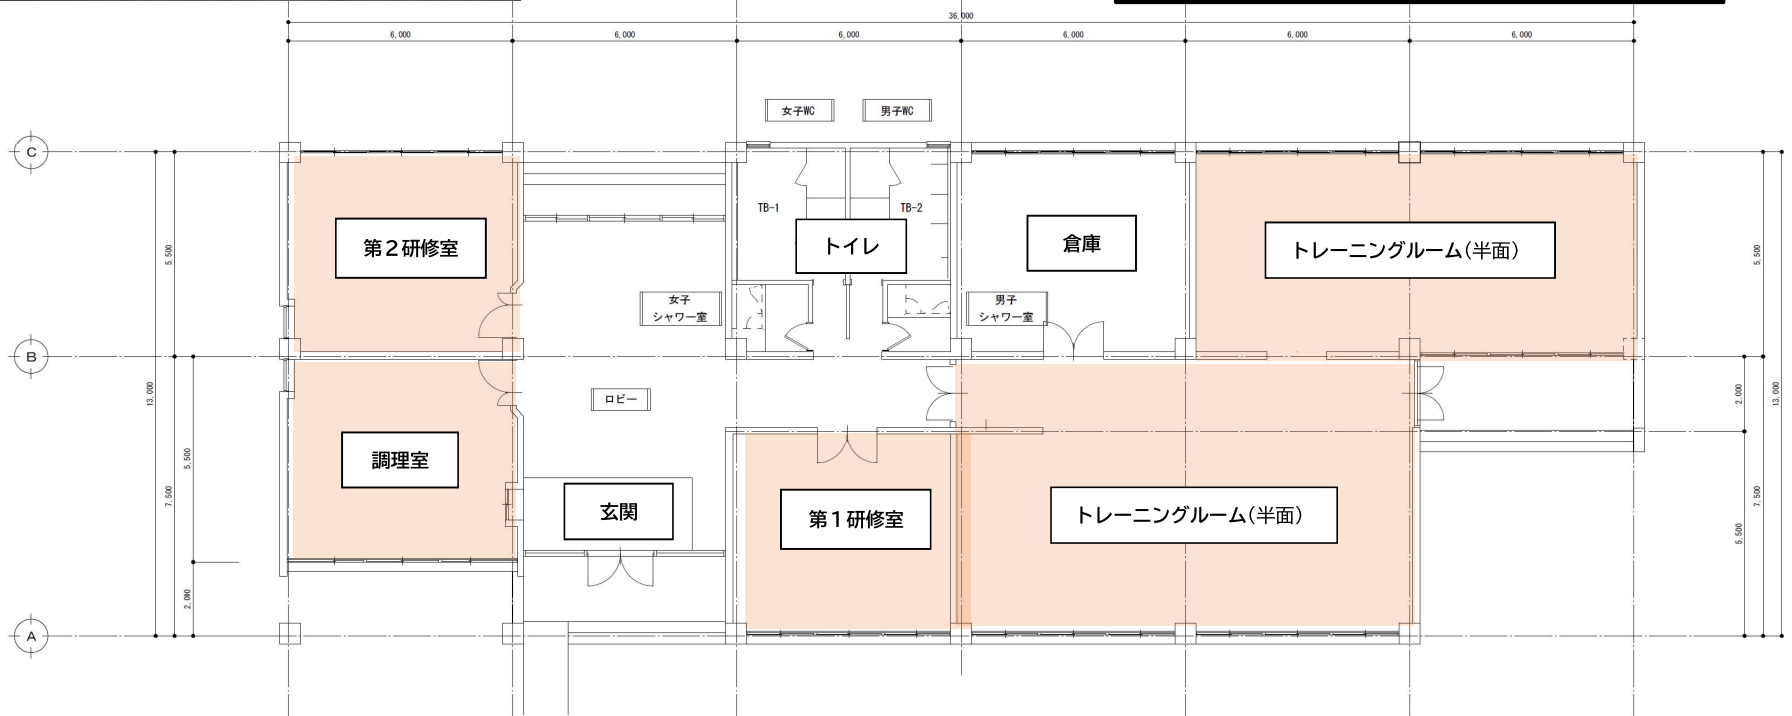 36,000
6,000
6,000
6,000
6,000
6,000
6,000
女子WC
男子WC
C
TB-1
TB-2
第2研修室
トイレ
倉庫
トレーニングルーム(半面)
5,500
5,500
女子
シャワー室
男子
シャワー室
B
13,000
ロビー
2,000
13,000
調理室
5,500
7,500
玄関
第1研修室
トレーニングルーム(半面)
7,500
5,500
2,000
A